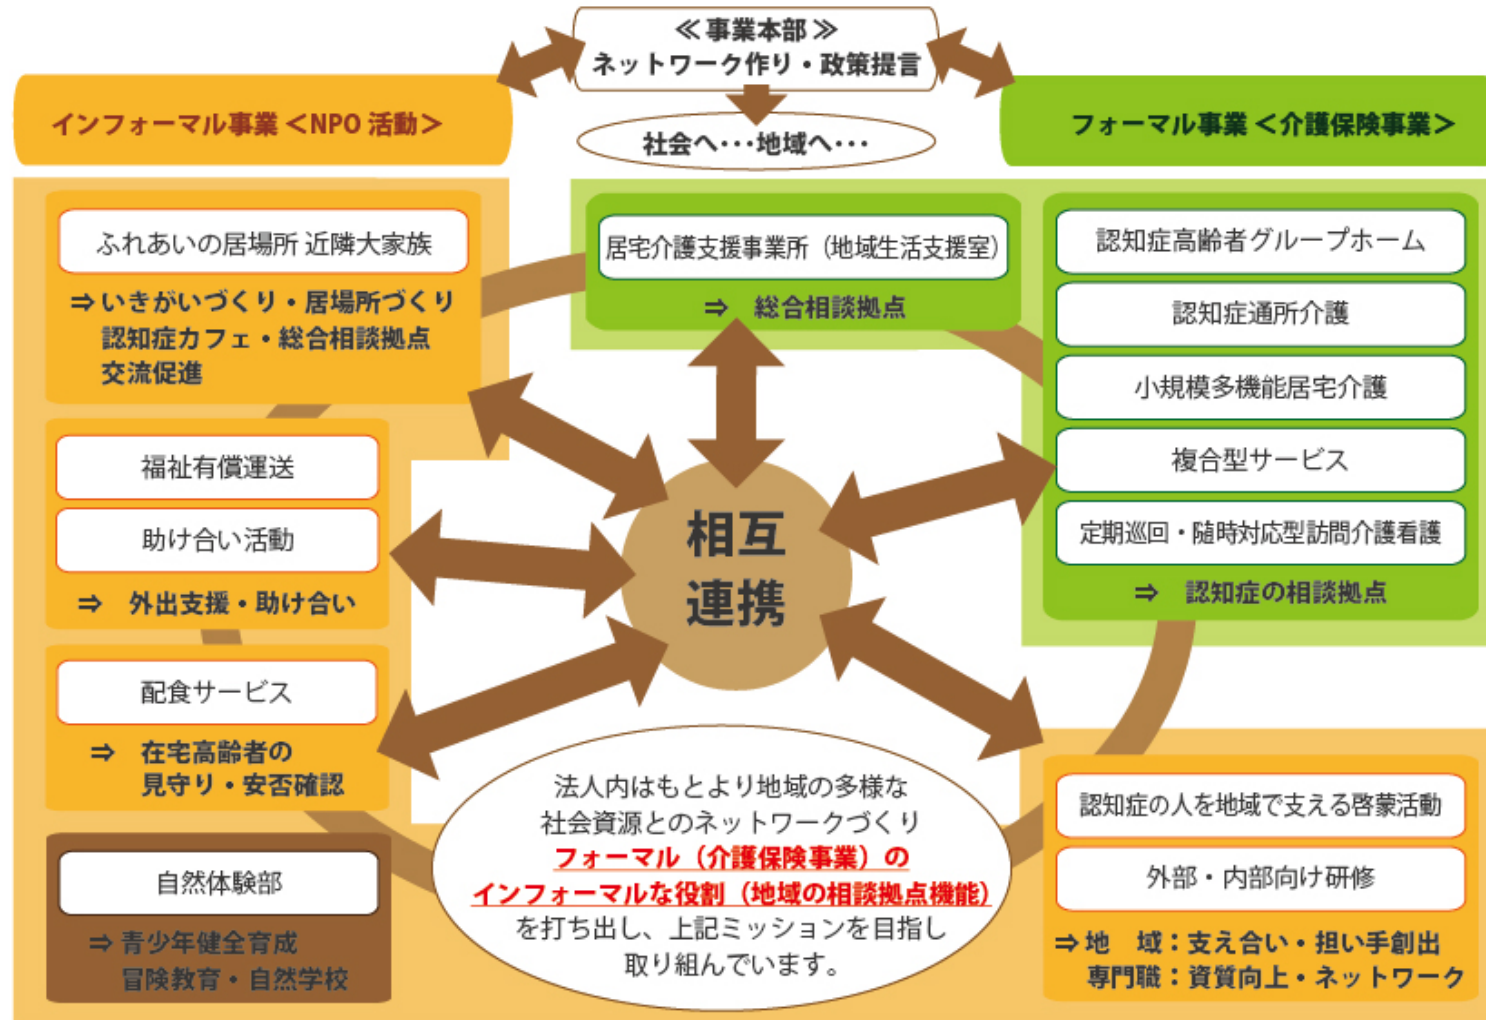 ≪ 事業本部 ≫
ネットワーク作り・政策提言
社会へ・・・地域へ・・・
インフォーマル事業 ＜NPO 活動＞
フォーマル事業 ＜介護保険事業＞
ふれあいの居場所 近隣大家族
⇒ いきがいづくり・居場所づくり
認知症カフェ・総合相談拠点
交流促進
福祉有償運送
助け合い活動
⇒ 外出支援・助け合い
配食サービス
⇒ 在宅高齢者の
見守り・安否確認
自然体験部
⇒ 青少年健全育成
冒険教育・自然学校
居宅介護支援事業所（地域生活支援室）
⇒ 総合相談拠点
相互
連携
法人内はもとより地域の多様な
社会資源とのネットワークづくり
フォーマル（介護保険事業）の
インフォーマルな役割（地域の相談拠点機能）
を打ち出し、上記ミッションを目指し
取り組んでいます。
認知症高齢者グループホーム
認知症通所介護
小規模多機能居宅介護
複合型サービス
定期巡回・随時対応型訪問介護看護
⇒ 認知症の相談拠点
認知症の人を地域で支える啓蒙活動
外部・内部向け研修
⇒ 地　域：支え合い・担い手創出
専門職：資質向上・ネットワーク